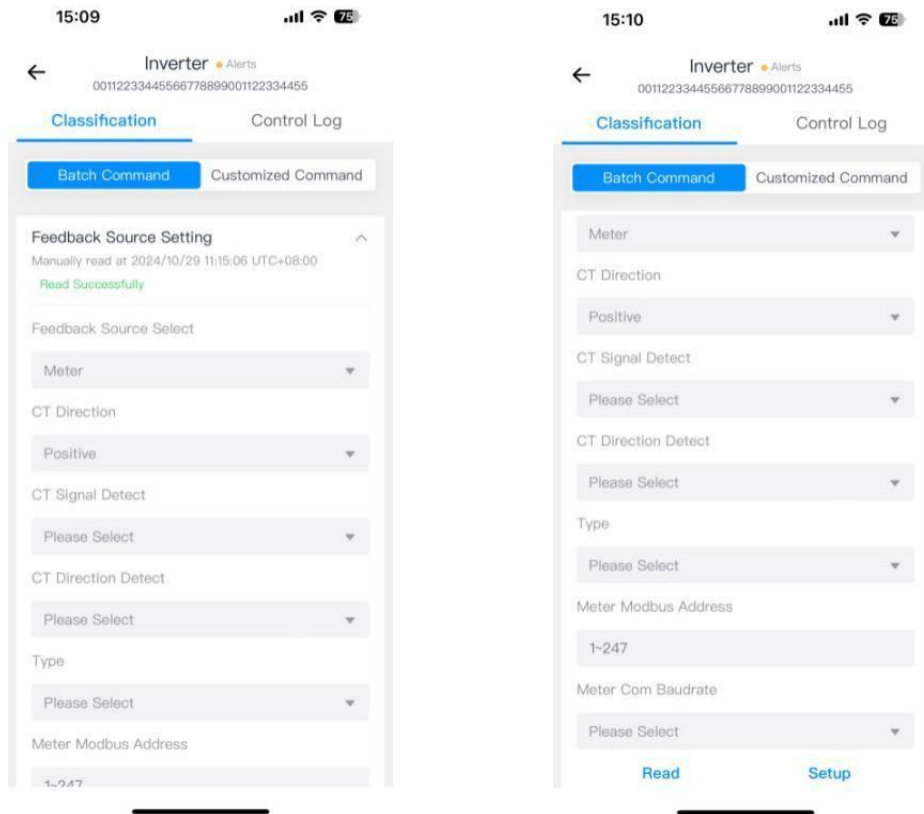 15:09
75
Inverter Alerts
00112233445566778899001122334455
Classification Control Log
Batch Command Customized Command
Feedback Source Setting
Manually read at 2024/10/29 11:15:06 UTC+08:00
Read Successfully
Feedback Source Select
Meter
CT Direction
Positive
CT Signal Detect
Please Select
CT Direction Detect
Please Select
Type
Please Select
Meter Modbus Address
1~247
15:10
75
Inverter Alerts
00112233445566778899001122334455
Classification Control Log
Batch Command Customized Command
Meter
CT Direction
Positive
CT Signal Detect
Please Select
CT Direction Detect
Please Select
Type
Please Select
Meter Modbus Address
1~247
Meter Com Baudrate
Please Select
Read Setup